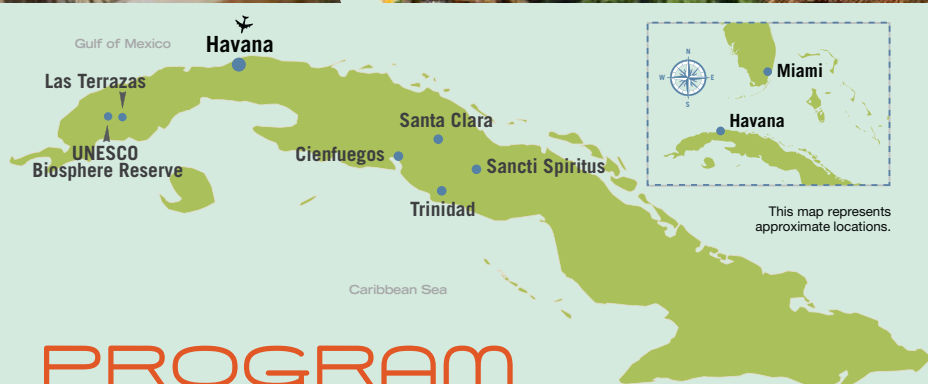 Gulf of Mexico
Havana
Las Terrazas
UNESCO
Biosphere Reserve
Santa Clara
Cienfuegos
Sancti Spiritus
Trinidad
Caribbean Sea
N
W
E
S
Miami
Havana
This map represents
approximate locations.
PROGRAM